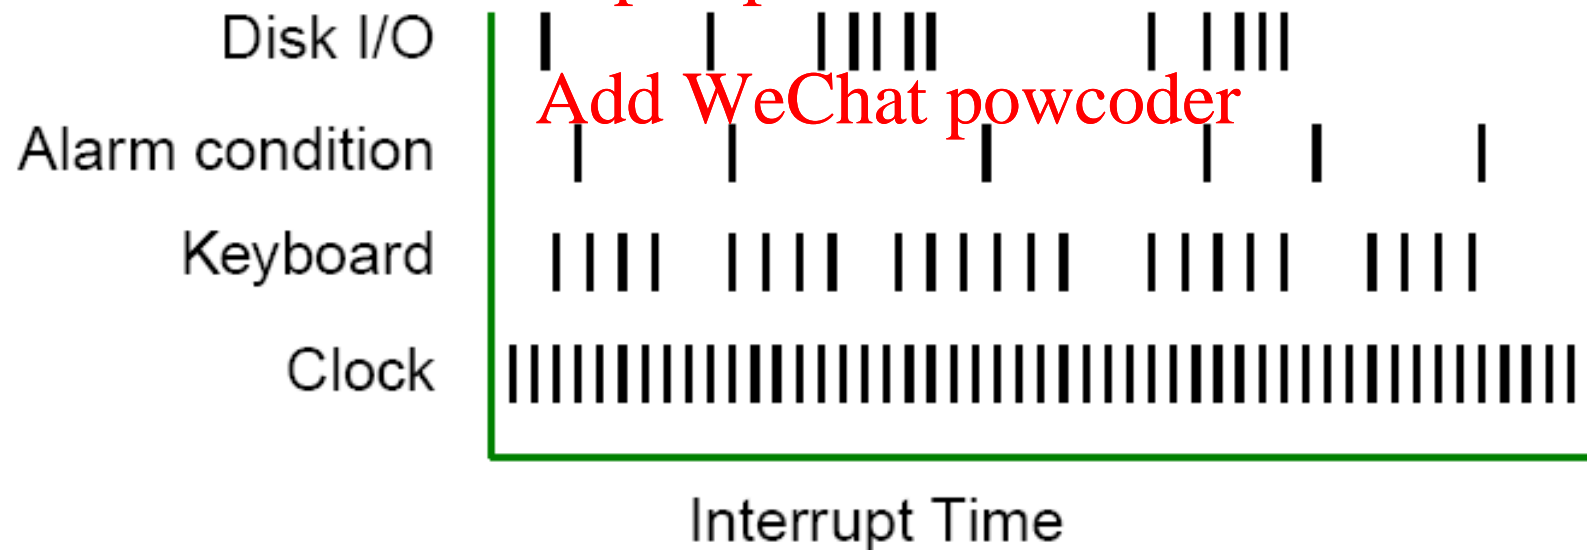 Disk I/O
Add WeChat powcoder
Alarm condition
Keyboard
Clock
Interrupt Time